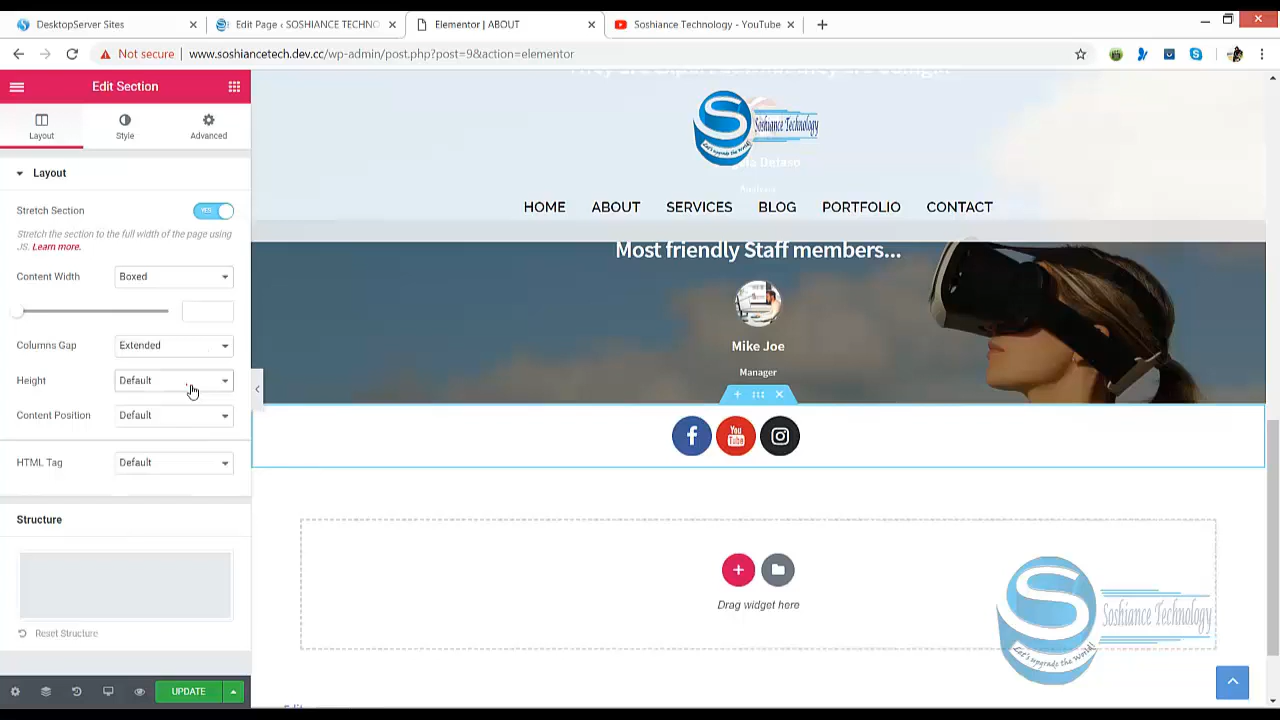 DesktopServer Sites
Edit Page ‹ SOSHIANCE TECHNO
Elementor | ABOUT
Soshiance Technology - YouTube
Not secure
www.soshiancetech.dev.cc/wp-admin/post.php?post=9&action=elementor
Edit Section
Layout
Style
Advanced
Layout
Stretch Section
YES
Stretch the section to the full width of the page using
JS. Learn more.
Content Width
Boxed
Columns Gap
Extended
Height
Default
Content Position
Default
HTML Tag
Default
Structure
Reset Structure
UPDATE
Soshiance Technology
Let's upgrade the World
HOME
ABOUT
SERVICES
BLOG
PORTFOLIO
CONTACT
Most friendly Staff members...
Mike Joe
Manager
You
Tube
Drag widget here
Soshiance Technology
Let's upgrade the World